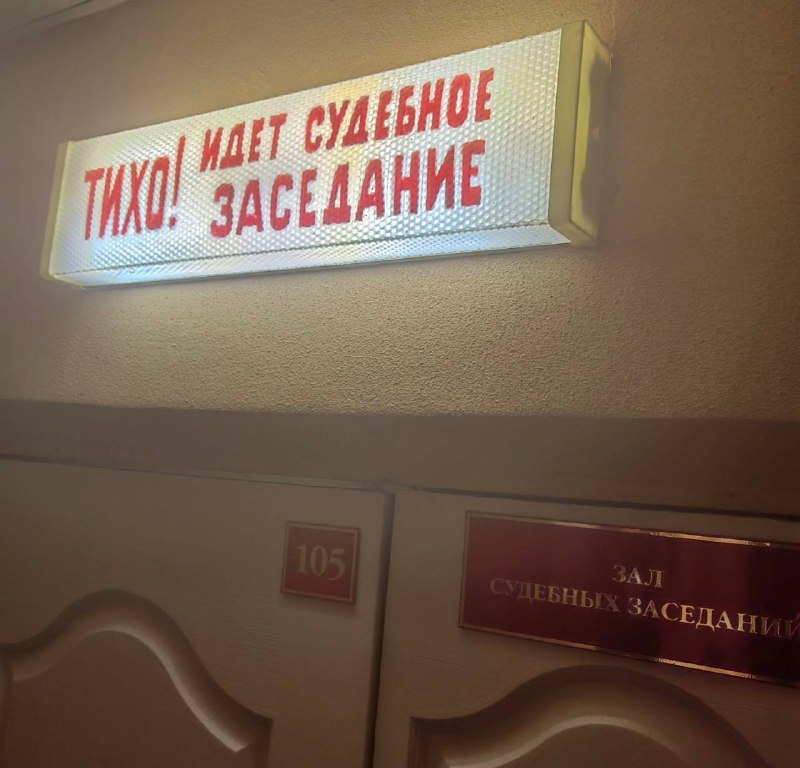 ТИХО! ИДЕТ СУДЕБНОЕ
ЗАСЕДАНИЕ
105
ЗАЛ
СУДЕБНЫХ ЗАСЕДАНИЙ